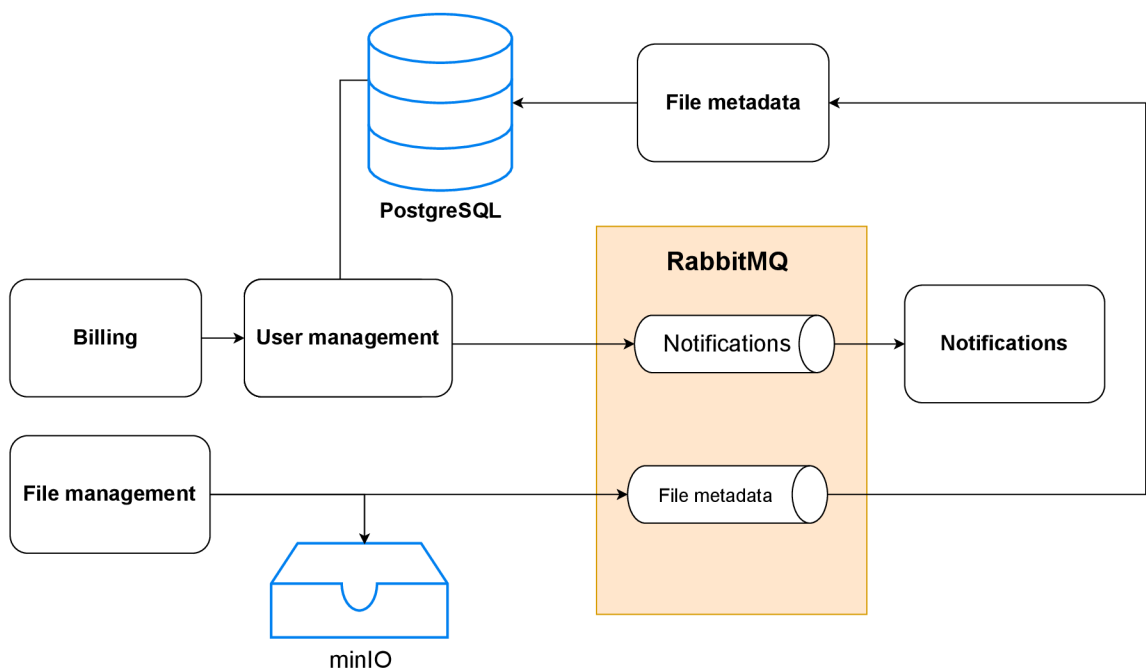 File metadata
PostgreSQL
RabbitMQ
Billing
User management
Notifications
Notifications
File management
File metadata
minIO